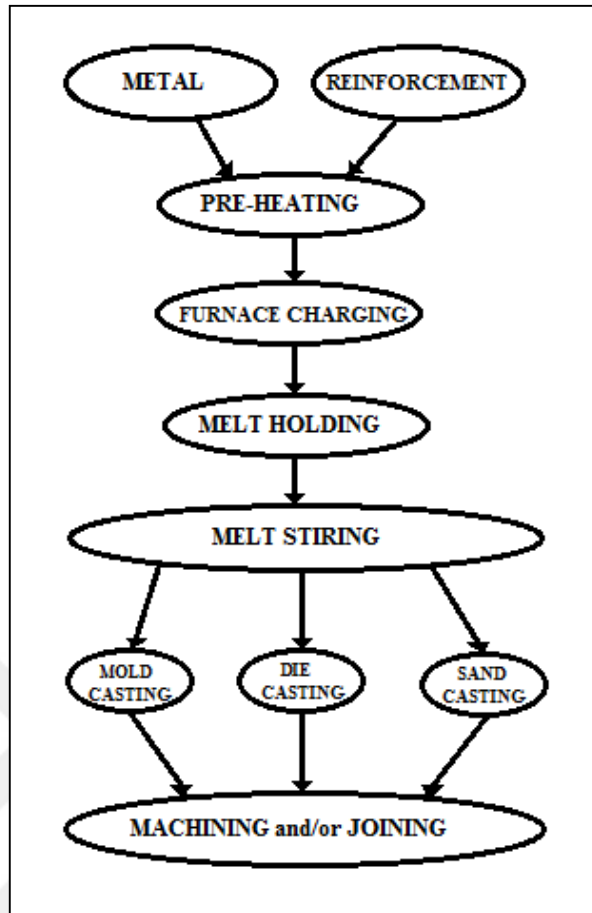 METAL
REINFORCEMENT
PRE-HEATING
FURNACE CHARGING
MELT HOLDING
MELT STIRING
MOLD
CASTING
DIE
CASTING
SAND
CASTING
MACHINING and/or JOINING